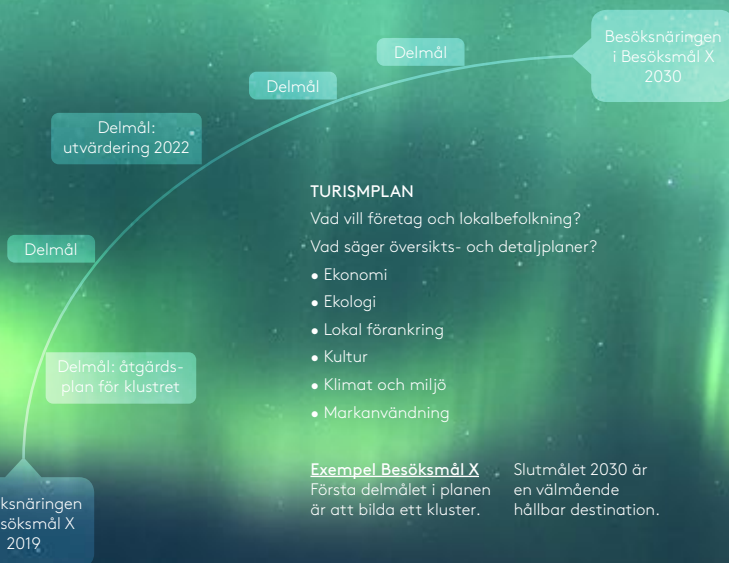 Besöksnäringen
i Besöksmål X
2030
Delmål
Delmål
Delmål:
utvärdering 2022
TURISMPLAN
Vad vill företag och lokalbefolkning?
Vad säger översikts- och detaljplaner?
• Ekonomi
• Ekologi
• Lokal förankring
• Kultur
• Klimat och miljö
• Markanvändning
Delmål
Delmål: åtgärds-
plan för klustret
Exempel Besöksmål X
Första delmålet i planen
är att bilda ett kluster.
Slutmålet 2030 är
en välmående
hållbar destination.
ksnäringen
söksmål X
2019